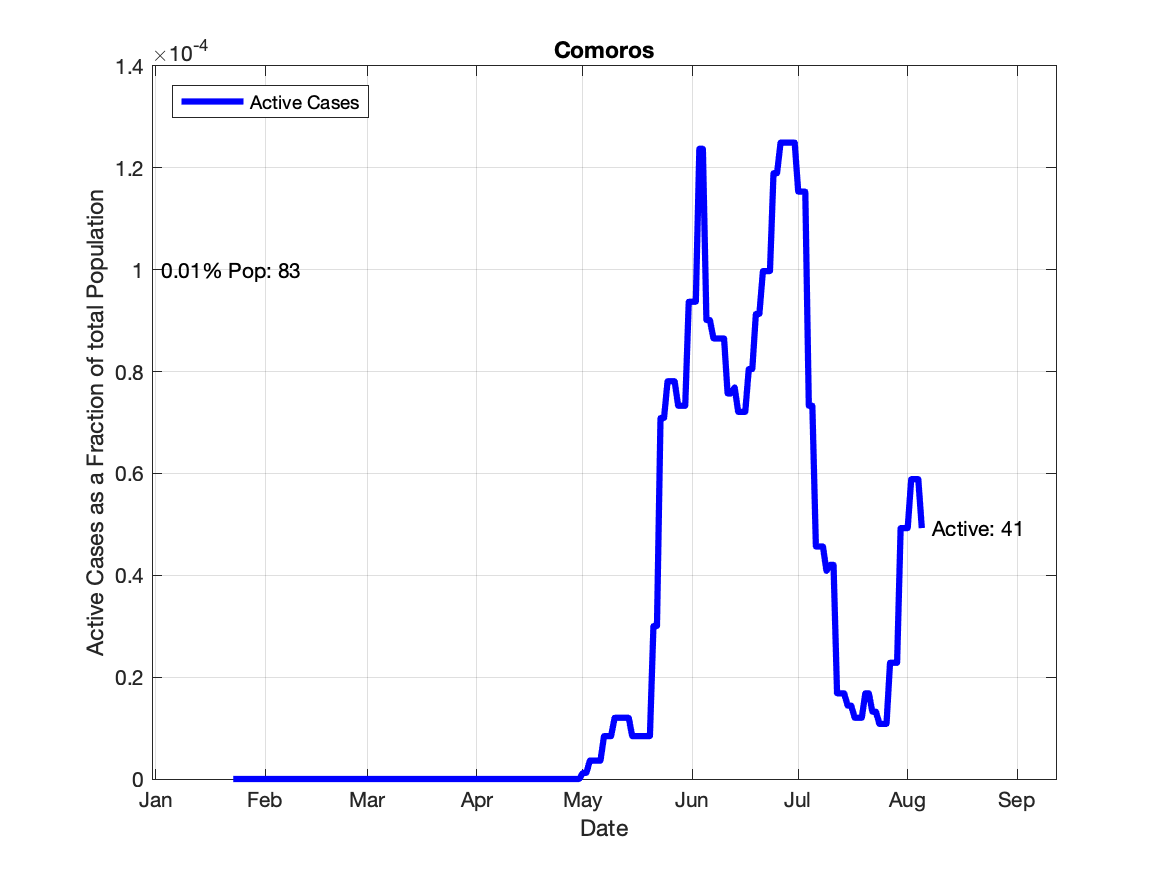 Comoros
×10-4
Active Cases
1.4
1.2
1
0.8
0.6
0.4
0.2
0
0.01% Pop: 83
Active: 41
Active Cases as a Fraction of total Population
Jan Feb Mar Apr May Jun Jul Aug Sep
Date